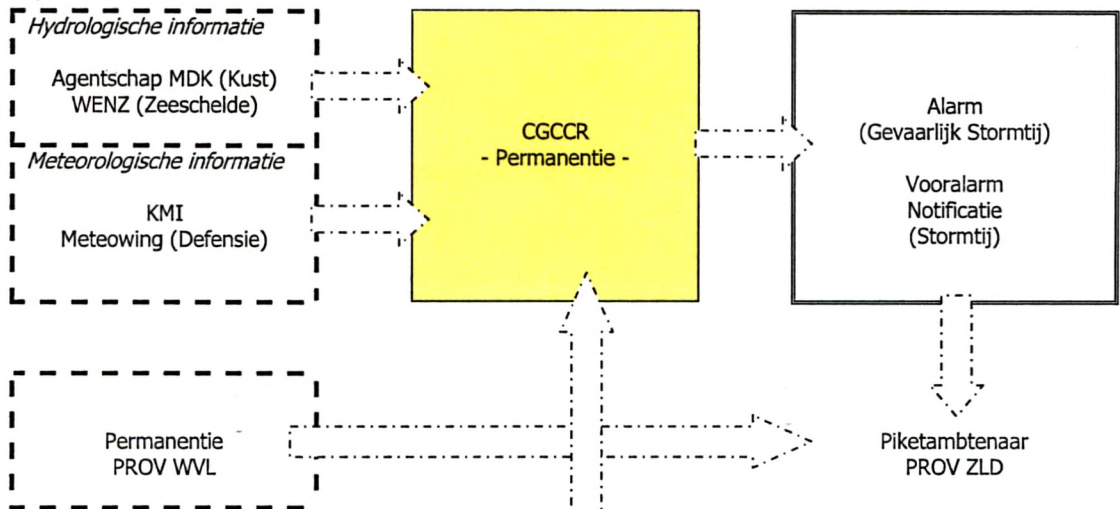 Hydrologische informatie
Agentschap MDK (Kust)
WENZ (Zeeschelde)
Meteorologische informatie
KMI
Meteowing (Defensie)
CGCCR
- Permanentie -
Alarm
(Gevaarlijk Stormtij)
Vooralarm
Notificatie
(Stormtij)
Permanentie
PROV WVL
Piketambtenaar
PROV ZLD